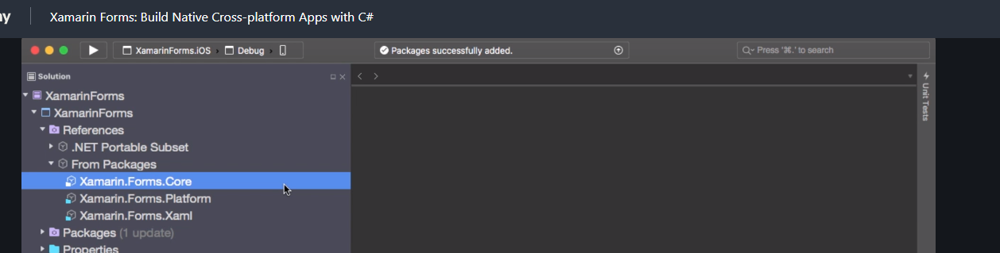 Xamarin Forms: Build Native Cross-platform Apps with C#
XamarinForms.iOS › Debug ›
Packages successfully added.
Press '⌘.' to search
Solution
XamarinForms
XamarinForms
References
.NET Portable Subset
From Packages
Xamarin.Forms.Core
Xamarin.Forms.Platform
Xamarin.Forms.Xaml
Packages (1 update)
Properties
Unit Tests